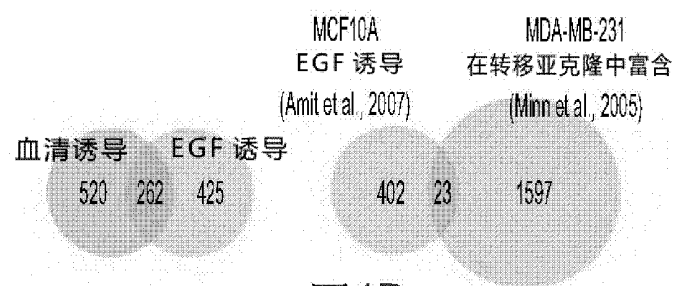 MCF10A
EGF 诱导
(Amit et al., 2007)
MDA-MB-231
在转移亚克隆中富含
(Minn et al., 2005)
血清诱导
EGF 诱导
520
262
425
402
23
1597